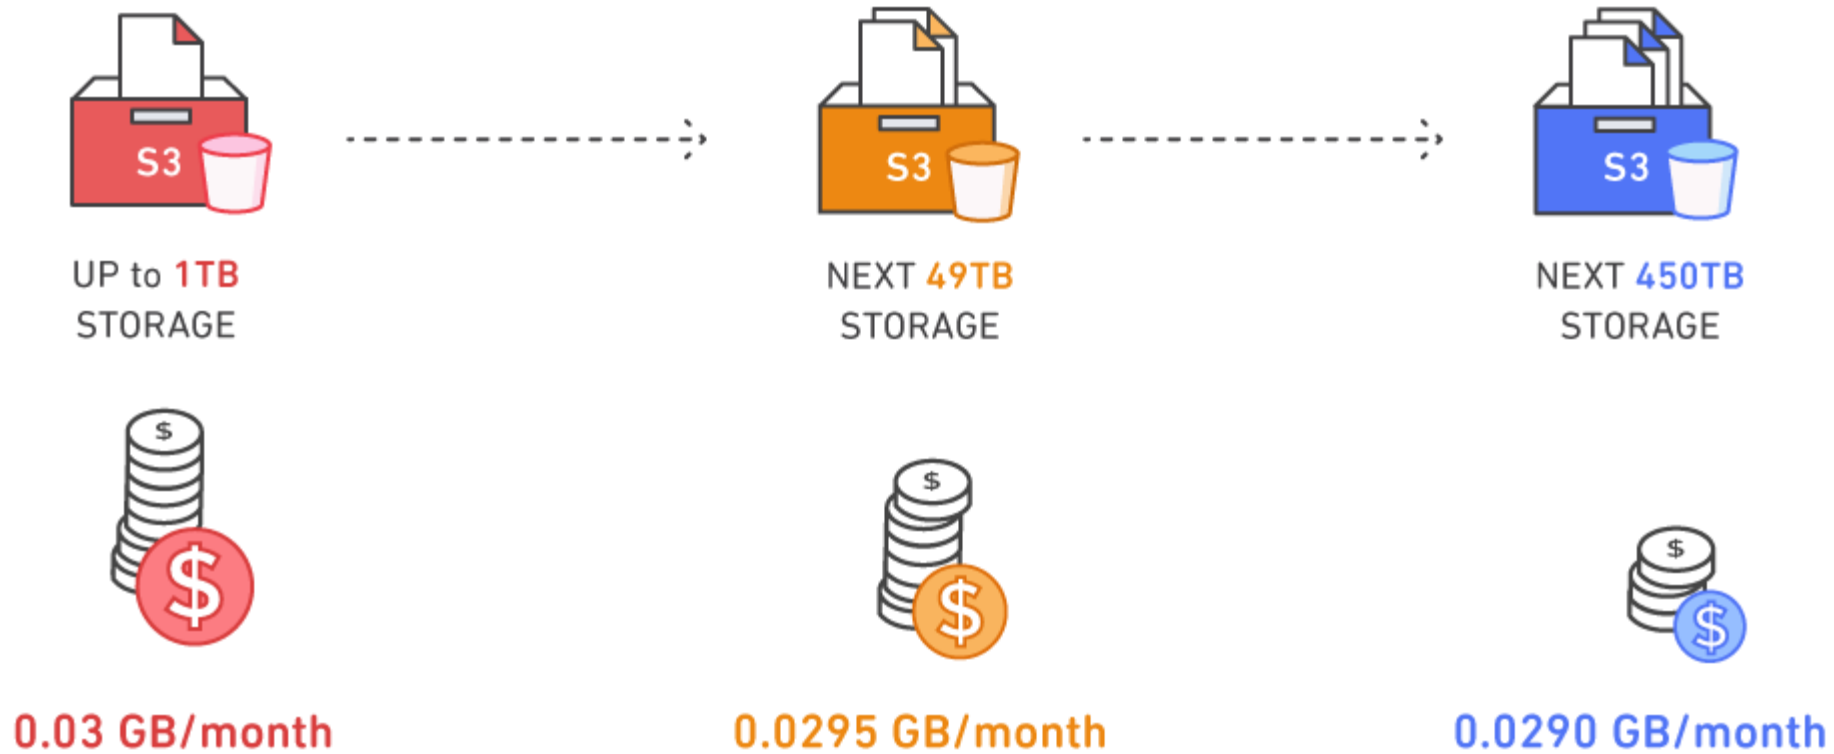 S3
S3
S3
UP to 1TB
STORAGE
NEXT 49TB
STORAGE
NEXT 450TB
STORAGE
$
$
$
$
$
$
0.03 GB/month
0.0295 GB/month
0.0290 GB/month